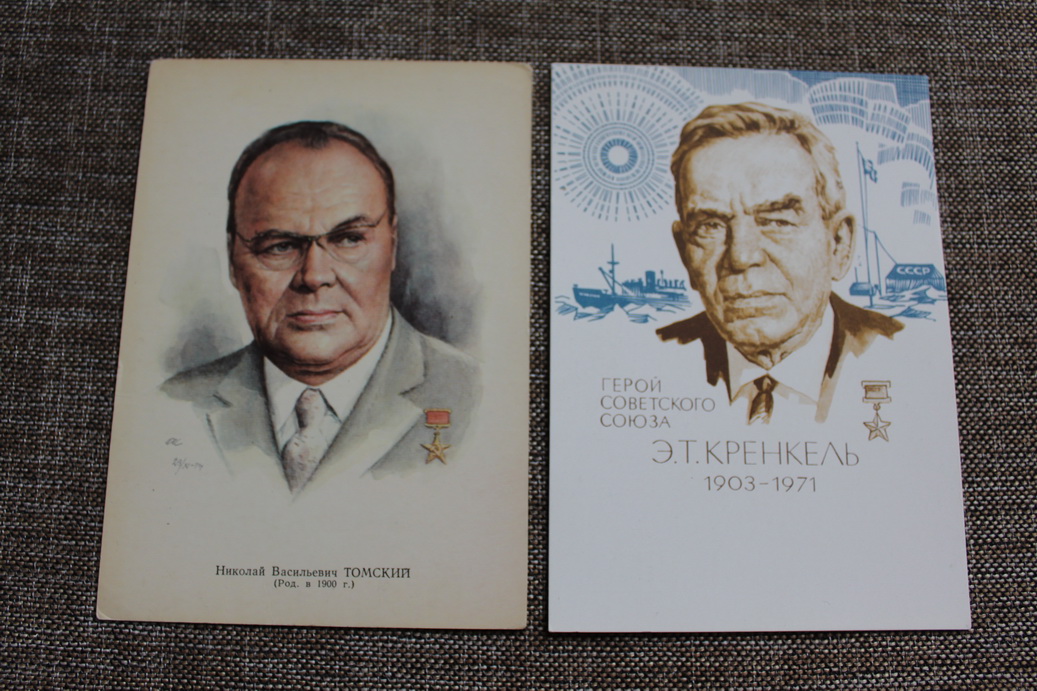 Николай Васильевич ТОМСКИЙ
(Род. в 1900 г.)
СССР
ГЕРОЙ
СОВЕТСКОГО
СОЮЗА
Э.Т.КРЕНКЕЛЬ
1903–1971